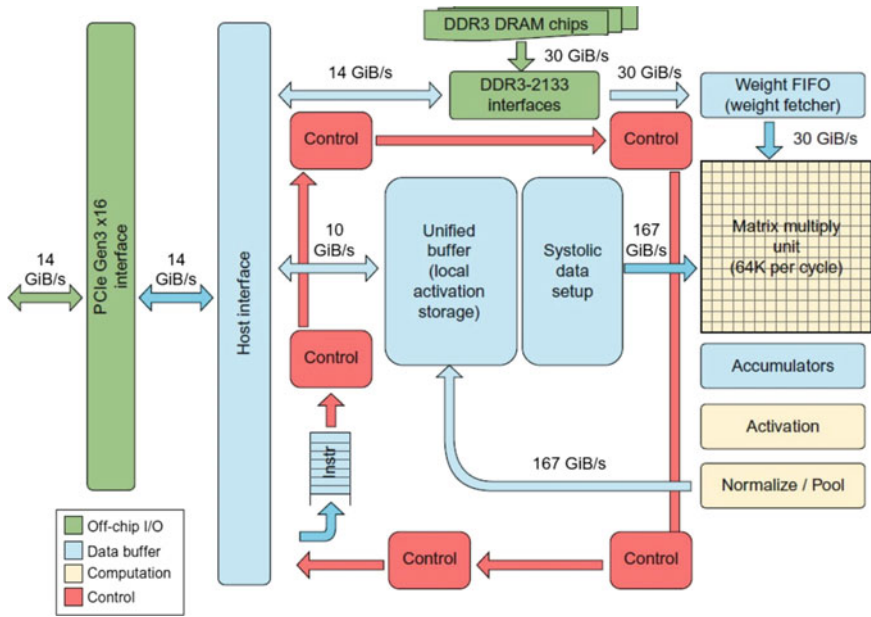 DDR3 DRAM chips
30 GiB/s
14 GiB/s
DDR3-2133
interfaces
30 GiB/s
Weight FIFO
(weight fetcher)
Control
Control
30 GiB/s
PCIe Gen3 x16
interface
Host interface
14
GiB/s
14
GiB/s
10
GiB/s
Unified
buffer
(local
activation
storage)
Systolic
data
setup
167
GiB/s
Matrix multiply
unit
(64K per cycle)
Control
Accumulators
Activation
Instr
167 GiB/s
Normalize / Pool
Off-chip I/O
Data buffer
Computation
Control
Control
Control